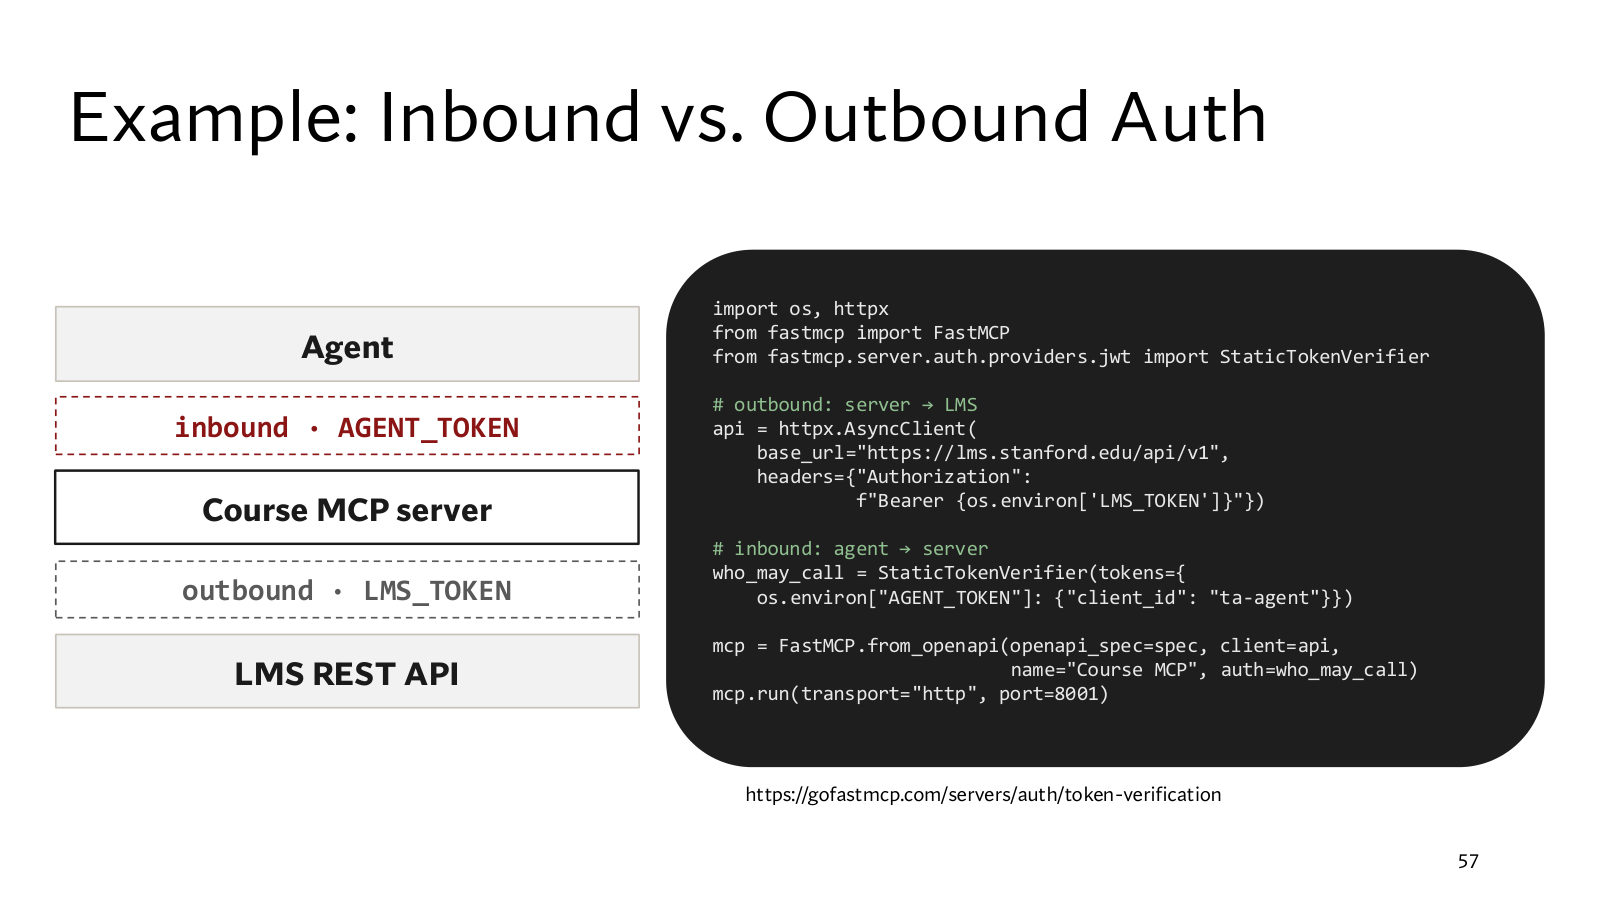 Example: Inbound vs. Outbound Auth
Agent
inbound · AGENT_TOKEN
Course MCP server
outbound · LMS_TOKEN
LMS REST API
import os, httpx
from fastmcp import FastMCP
from fastmcp.server.auth.providers.jwt import StaticTokenVerifier
# outbound: server → LMS
api = httpx.AsyncClient(
    base_url="https://lms.stanford.edu/api/v1",
    headers={"Authorization":
             f"Bearer {os.environ['LMS_TOKEN']}"})
# inbound: agent → server
who_may_call = StaticTokenVerifier(tokens={
    os.environ["AGENT_TOKEN"]: {"client_id": "ta-agent"}})
mcp = FastMCP.from_openapi(openapi_spec=spec, client=api,
                           name="Course MCP", auth=who_may_call)
mcp.run(transport="http", port=8001)
https://gofastmcp.com/servers/auth/token-verification
57